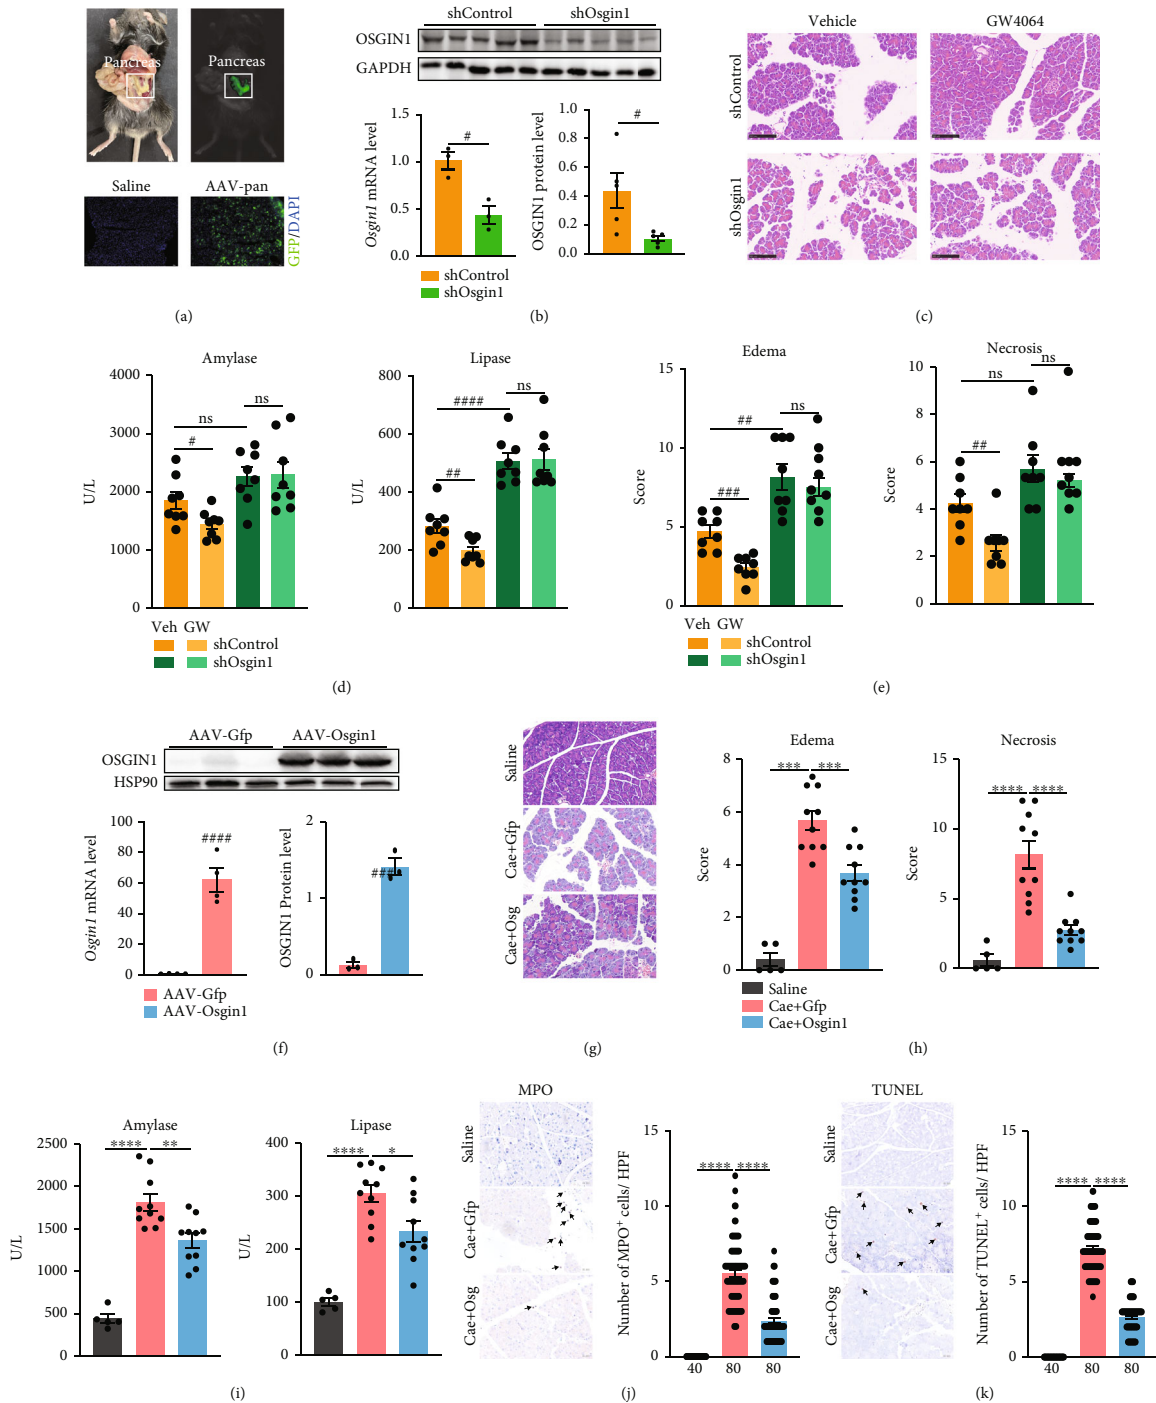 Pancreas
Pancreas
Saline
AAV-pan
GFP/DAPI
(a)
shControl
shOsgin1
OSGIN1
GAPDH
Osgin1 mRNA level
1.5
1.0
0.5
0.0
#
OSGIN1 protein level
1.0
0.8
0.6
0.4
0.2
0.0
#
shControl
shOsgin1
(b)
Vehicle
GW4064
shControl
shOsgin1
(c)
Amylase
U/L
4000
3000
2000
1000
0
ns
ns
#
Veh GW
shControl
shOsgin1
Lipase
U/L
800
600
400
200
0
ns
####
##
(d)
Edema
Score
15
10
5
0
ns
##
###
Veh GW
shControl
shOsgin1
Necrosis
Score
10
8
6
4
2
0
ns
ns
##
(e)
AAV-Gfp
AAV-Osgin1
OSGIN1
HSP90
Osgin1 mRNA level
100
80
60
40
20
0
####
OSGIN1 Protein level
2
1
0
AAV-Gfp
AAV-Osgin1
(f)
Saline
Cae+Gfp
Cae+Osg
(g)
Edema
Score
8
6
4
2
0
*** ***
Saline
Cae+Gfp
Cae+Osgin1
Necrosis
Score
15
10
5
0
**** ****
(h)
Amylase
U/L
2500
2000
1500
1000
500
0
**** **
Lipase
U/L
400
300
200
100
0
**** *
(i)
MPO
Saline
Cae+Gfp
Cae+Osg
Number of MPO+ cells/ HPF
15
10
5
0
**** ****
40 80 80
(j)
TUNEL
Saline
Cae+Gfp
Cae+Osg
Number of TUNEL+ cells/ HPF
15
10
5
0
**** ****
40 80 80
(k)